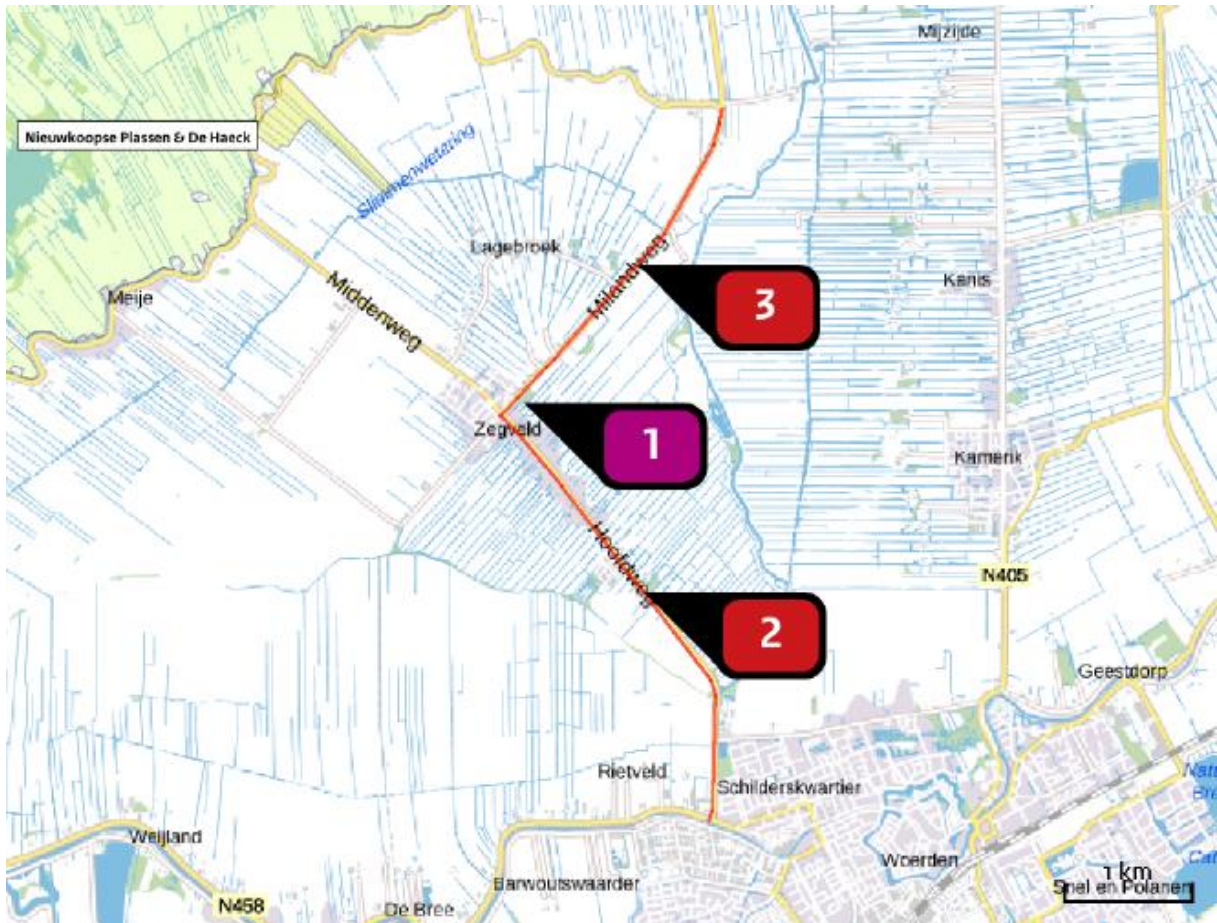 Mijzijde
Nieuwkoopse Plassen & De Haeck
Slimmenwetering
Lagebroek
Milandweg
Kanis
Meije
Middenweg
3
Zegveld
1
Kamerik
Hoofdweg
N405
2
Geestdorp
Rietveld
Schilderskwartier
Weijland
Woerden
1 km
Barwoutswaarder
Snel en Polanen
N458
De Bree